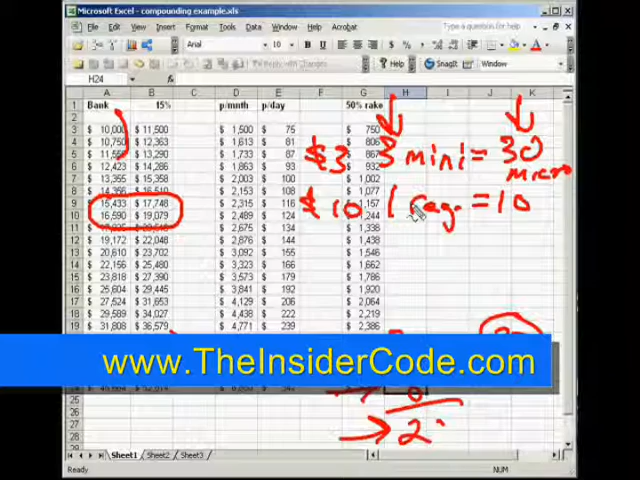 Microsoft Excel - compounding example.xls
File Edit View Insert Format Tools Data Window Help Acrobat Type a question for help
Arial 10 B I U
Reply with Changes... Help SnagIt Window
H24 fx
A B C D E F G H I J K
1 Bank 15% p/mnth p/day 50% rake
2
3 $ 10,000 $ 11,500 $ 1,500 $ 75 $ 750
4 $ 10,750 $ 12,363 $ 1,613 $ 81 $ 806
5 $ 11,556 $ 13,290 $ 1,733 $ 87 $ 867
6 $ 12,423 $ 14,286 $ 1,863 $ 93 $ 932
7 $ 13,355 $ 15,358 $ 2,003 $ 100 $ 1,002
8 $ 14,356 $ 16,510 $ 2,153 $ 108 $ 1,077
9 $ 15,433 $ 17,748 $ 2,315 $ 116 $ 1,157
10 $ 16,590 $ 19,079 $ 2,489 $ 124 $ 1,244
11 $ 2,675 $ 134 $ 1,338
12 $ 19,172 $ 22,048 $ 2,876 $ 144 $ 1,438
13 $ 20,610 $ 23,702 $ 3,092 $ 155 $ 1,546
14 $ 22,156 $ 25,480 $ 3,323 $ 166 $ 1,662
15 $ 23,818 $ 27,390 $ 3,573 $ 179 $ 1,786
16 $ 25,604 $ 29,445 $ 3,841 $ 192 $ 1,920
17 $ 27,524 $ 31,653 $ 4,129 $ 206 $ 2,064
18 $ 29,589 $ 34,027 $ 4,438 $ 222 $ 2,219
19 $ 31,808 $ 36,579 $ 4,771 $ 239 $ 2,386
$3 3 mini = 30
micro
$10 1 = 10
www.TheInsiderCode.com
25
26
27
28
2
Sheet1 Sheet2 Sheet3
Ready NUM